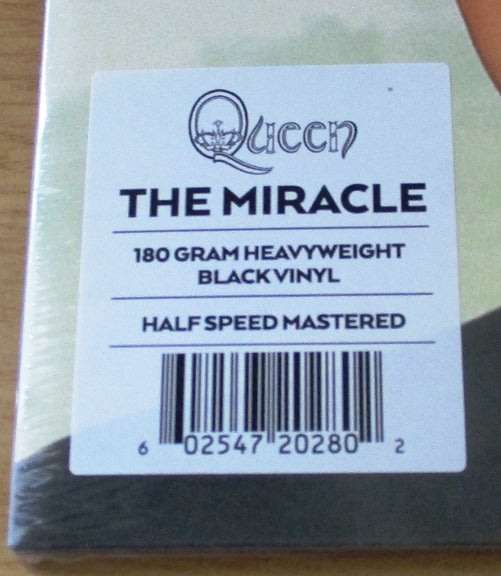 Queen
THE MIRACLE
180 GRAM HEAVYWEIGHT
BLACK VINYL
HALF SPEED MASTERED
6 02547 20280 2